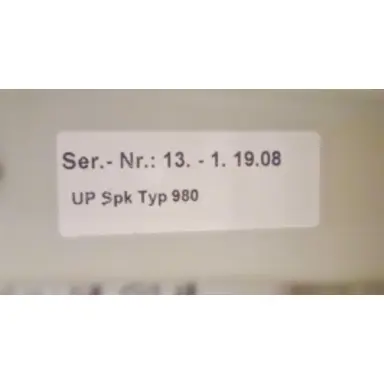 Ser.- Nr.: 13. - 1. 19.08
UP Spk Typ 980